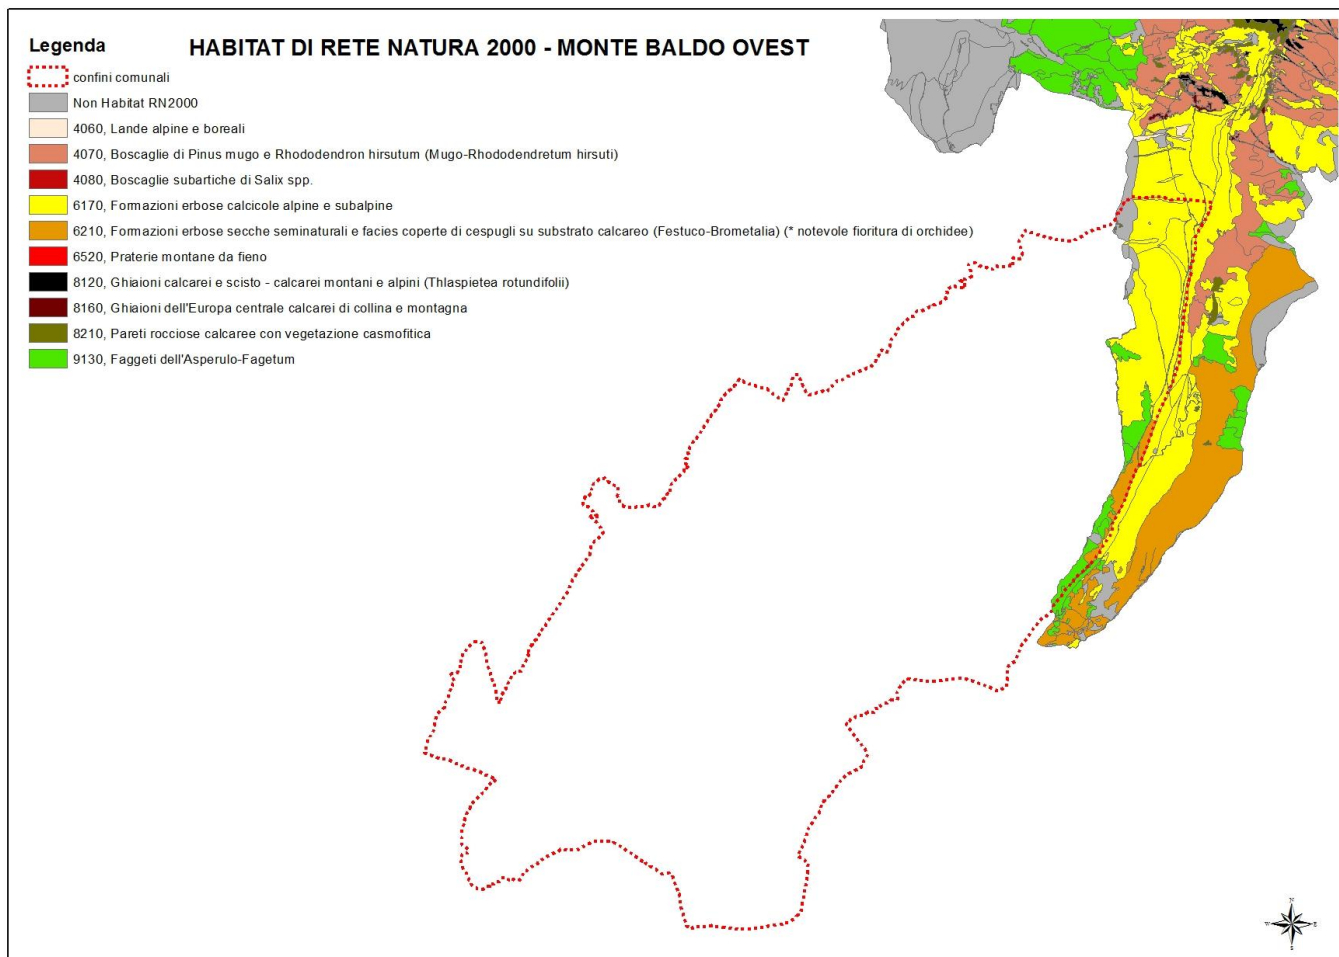 Legenda
HABITAT DI RETE NATURA 2000 - MONTE BALDO OVEST
confini comunali
Non Habitat RN2000
4060, Lande alpine e boreali
4070, Boscaglie di Pinus mugo e Rhododendron hirsutum (Mugo-Rhododendretum hirsuti)
4080, Boscaglie subartiche di Salix spp.
6170, Formazioni erbose calcicole alpine e subalpine
6210, Formazioni erbose secche seminaturali e facies coperte di cespugli su substrato calcareo (Festuco-Brometalia) (* notevole fioritura di orchidee)
6520, Praterie montane da fieno
8120, Ghiaioni calcarei e scisto - calcarei montani e alpini (Thlaspietea rotundifolii)
8160, Ghiaioni dell'Europa centrale calcarei di collina e montagna
8210, Pareti rocciose calcaree con vegetazione casmofitica
9130, Faggeti dell'Asperulo-Fagetum
N
W E
S